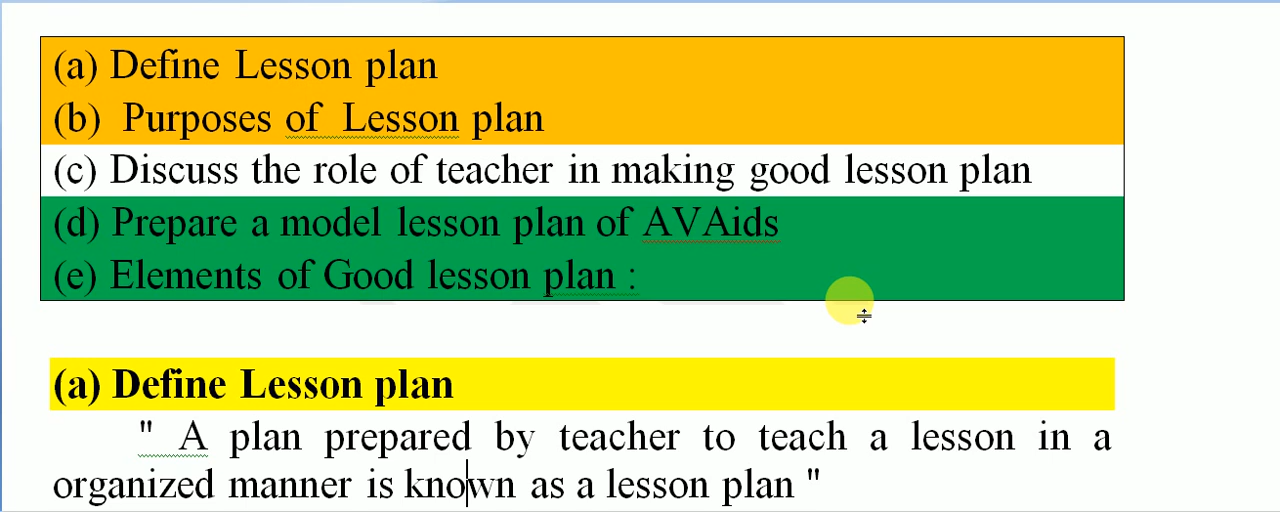 (a) Define Lesson plan
(b) Purposes of Lesson plan
(c) Discuss the role of teacher in making good lesson plan
(d) Prepare a model lesson plan of AVAids
(e) Elements of Good lesson plan :
(a) Define Lesson plan
" A plan prepared by teacher to teach a lesson in a
organized manner is known as a lesson plan "